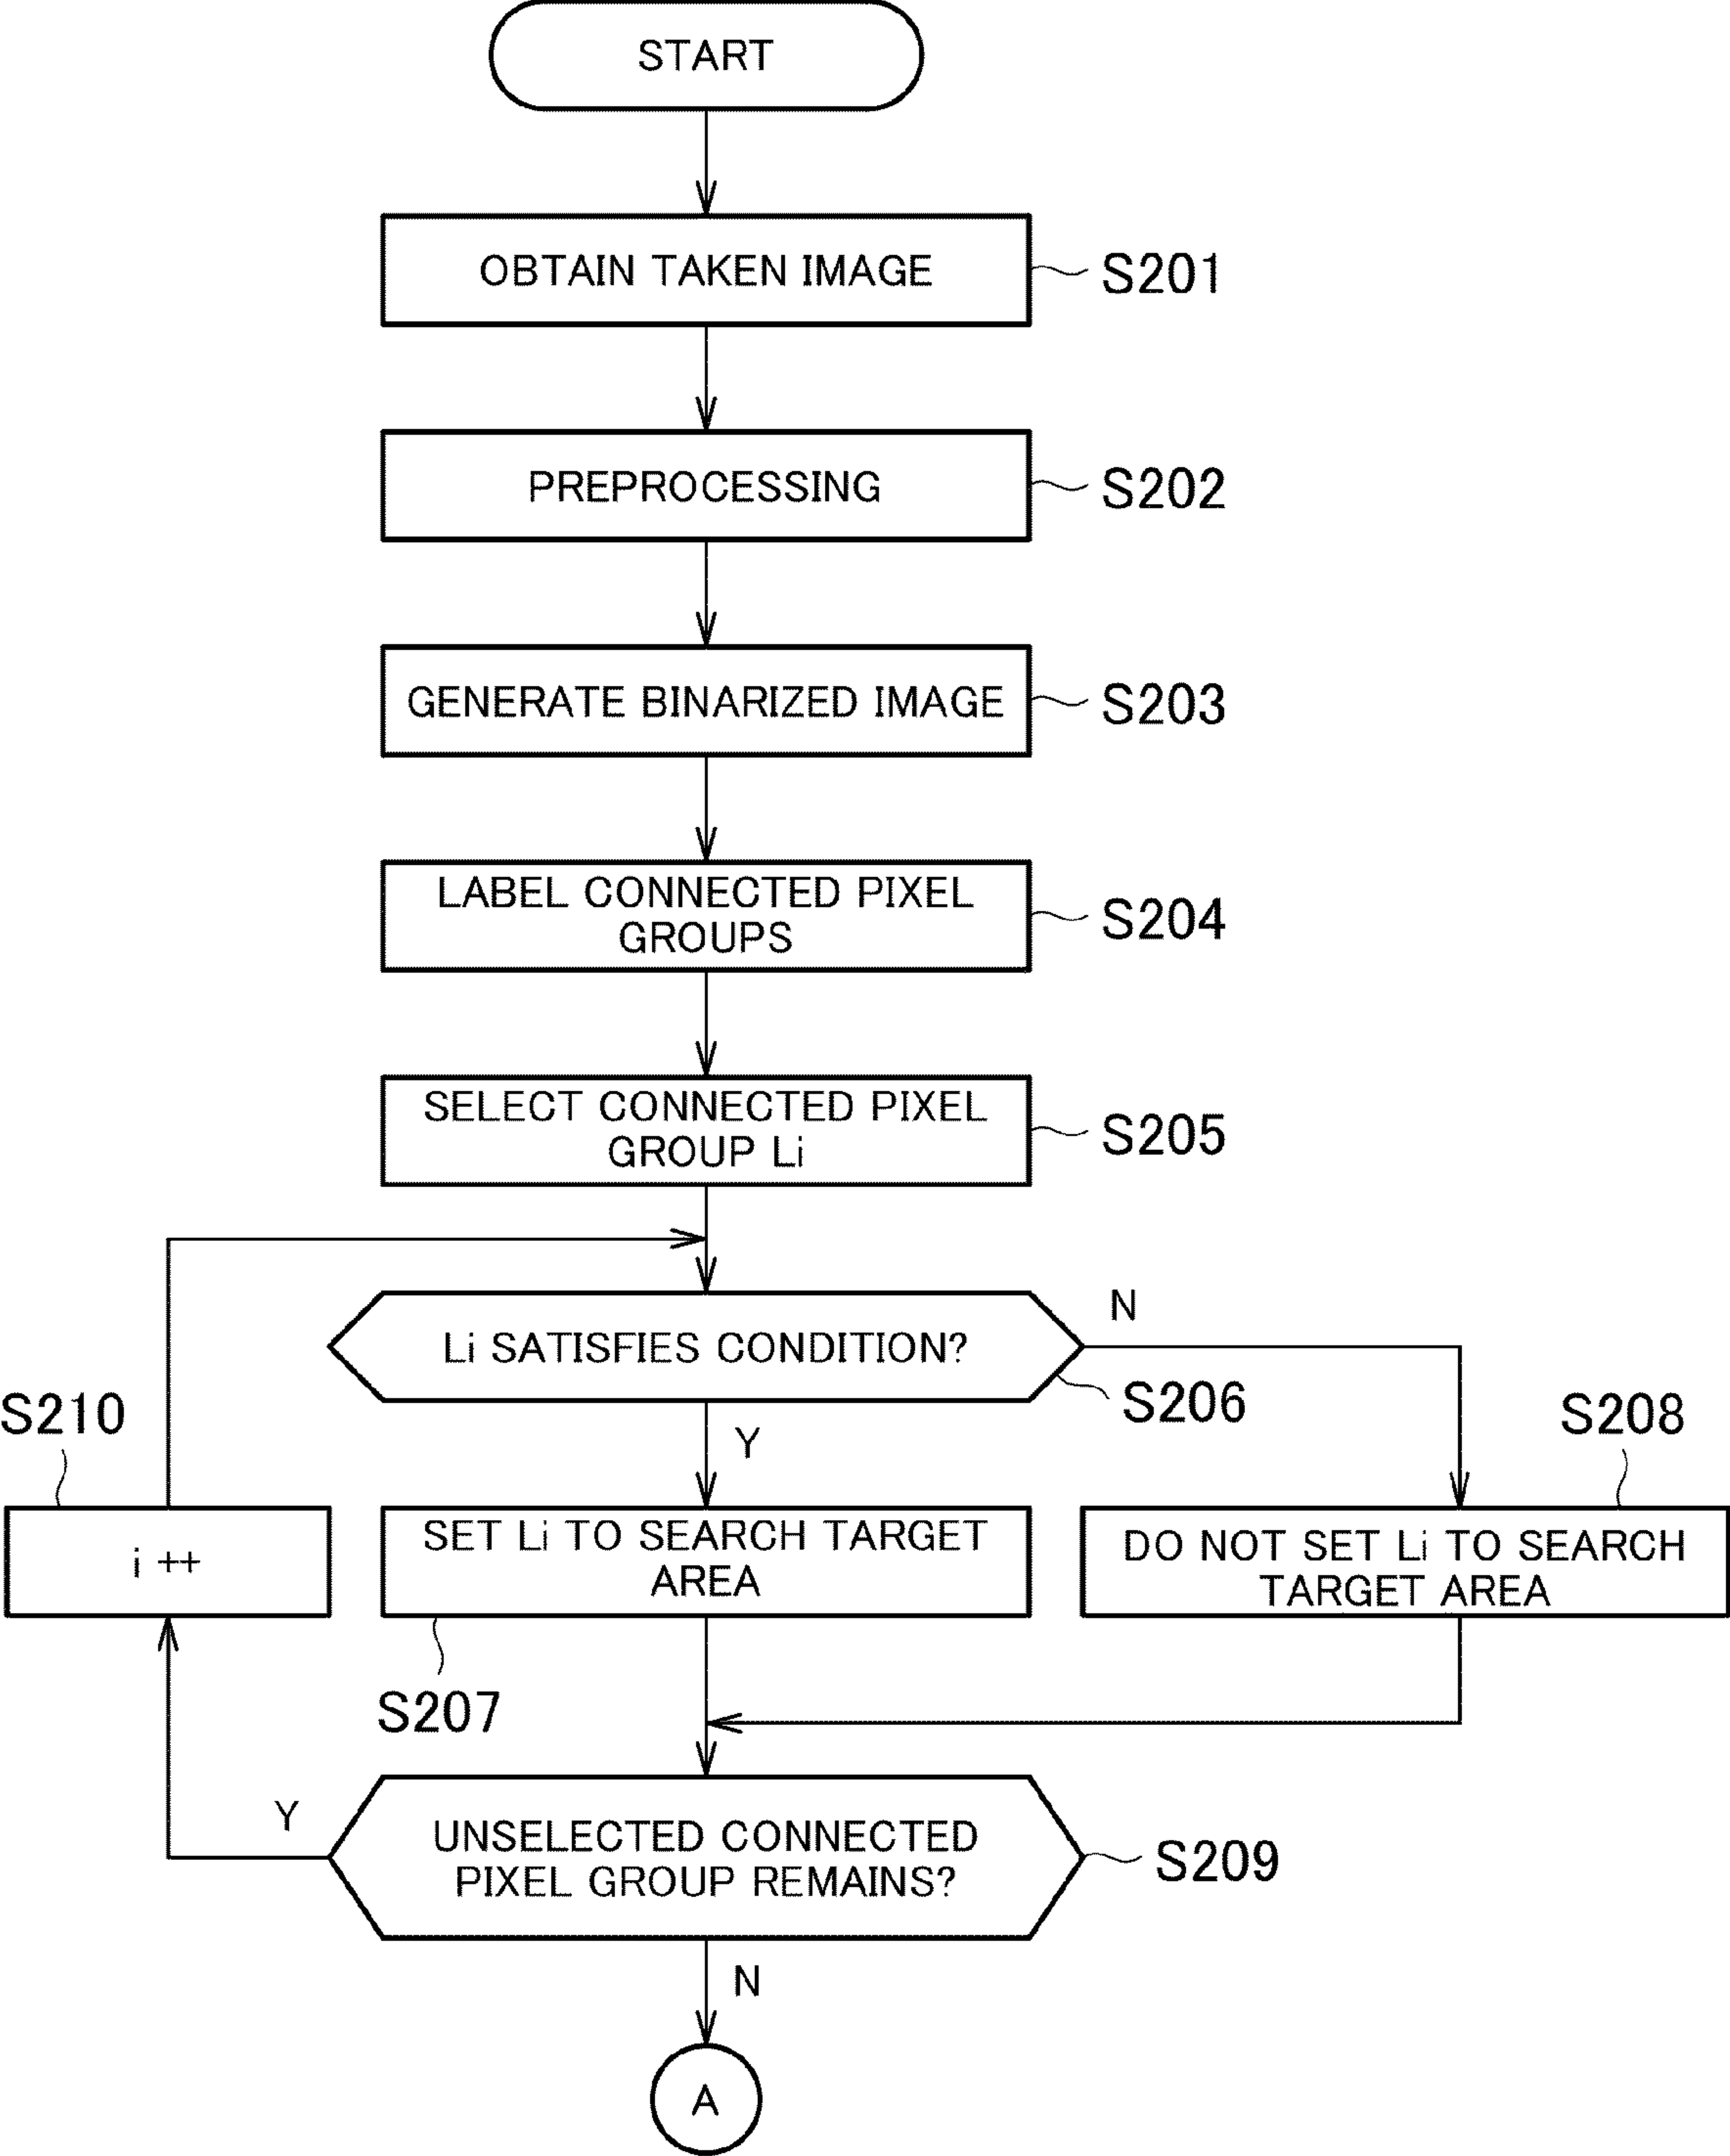 START
OBTAIN TAKEN IMAGE
S201
PREPROCESSING
S202
GENERATE BINARIZED IMAGE
S203
LABEL CONNECTED PIXEL
GROUPS
S204
SELECT CONNECTED PIXEL
GROUP Li
S205
Li SATISFIES CONDITION?
N
S206
Y
S210
i ++
SET Li TO SEARCH TARGET
AREA
S207
S208
DO NOT SET Li TO SEARCH
TARGET AREA
Y
UNSELECTED CONNECTED
PIXEL GROUP REMAINS?
S209
N
A